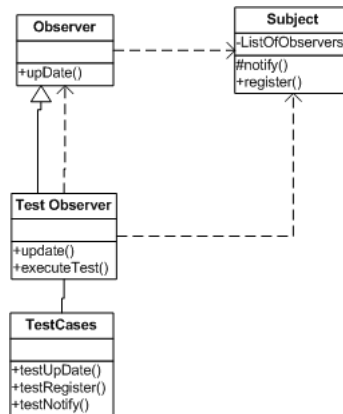 Observer
+upDate()
Subject
-ListOfObservers
#notify()
+register()
Test Observer
+update()
+executeTest()
TestCases
+testUpDate()
+testRegister()
+testNotify()